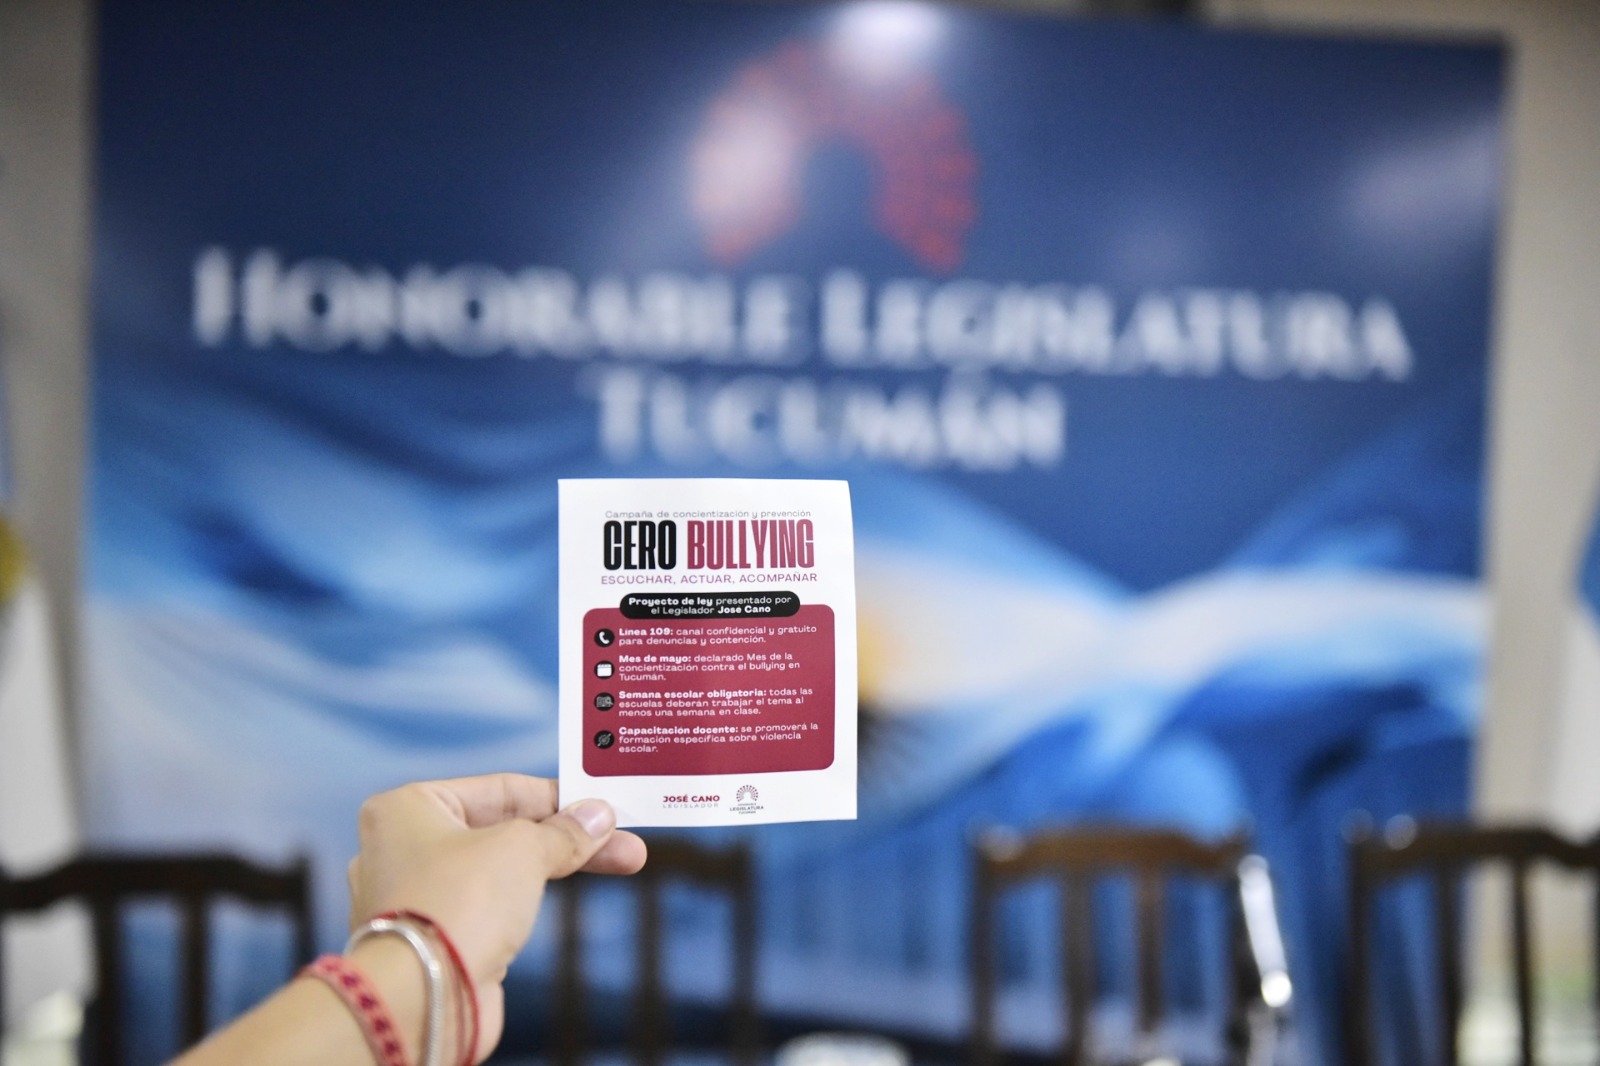 HONORABLE LEGISLATURA
TUCUMÁN
Campaña de concientización y prevención
CERO BULLYING
ESCUCHAR, ACTUAR, ACOMPAÑAR
Proyecto de ley presentado por
el Legislador José Cano
Línea 109: canal confidencial y gratuito
para denuncias y contención.
Mes de mayo: declarado Mes de la
concientización contra el bullying en
Tucumán.
Semana escolar obligatoria: todas las
escuelas deberán trabajar el tema al
menos una semana en clase.
Capacitación docente: se promoverá la
formación específica sobre violencia
escolar.
JOSÉ CANO
LEGISLADOR
HONORABLE
LEGISLATURA
TUCUMÁN